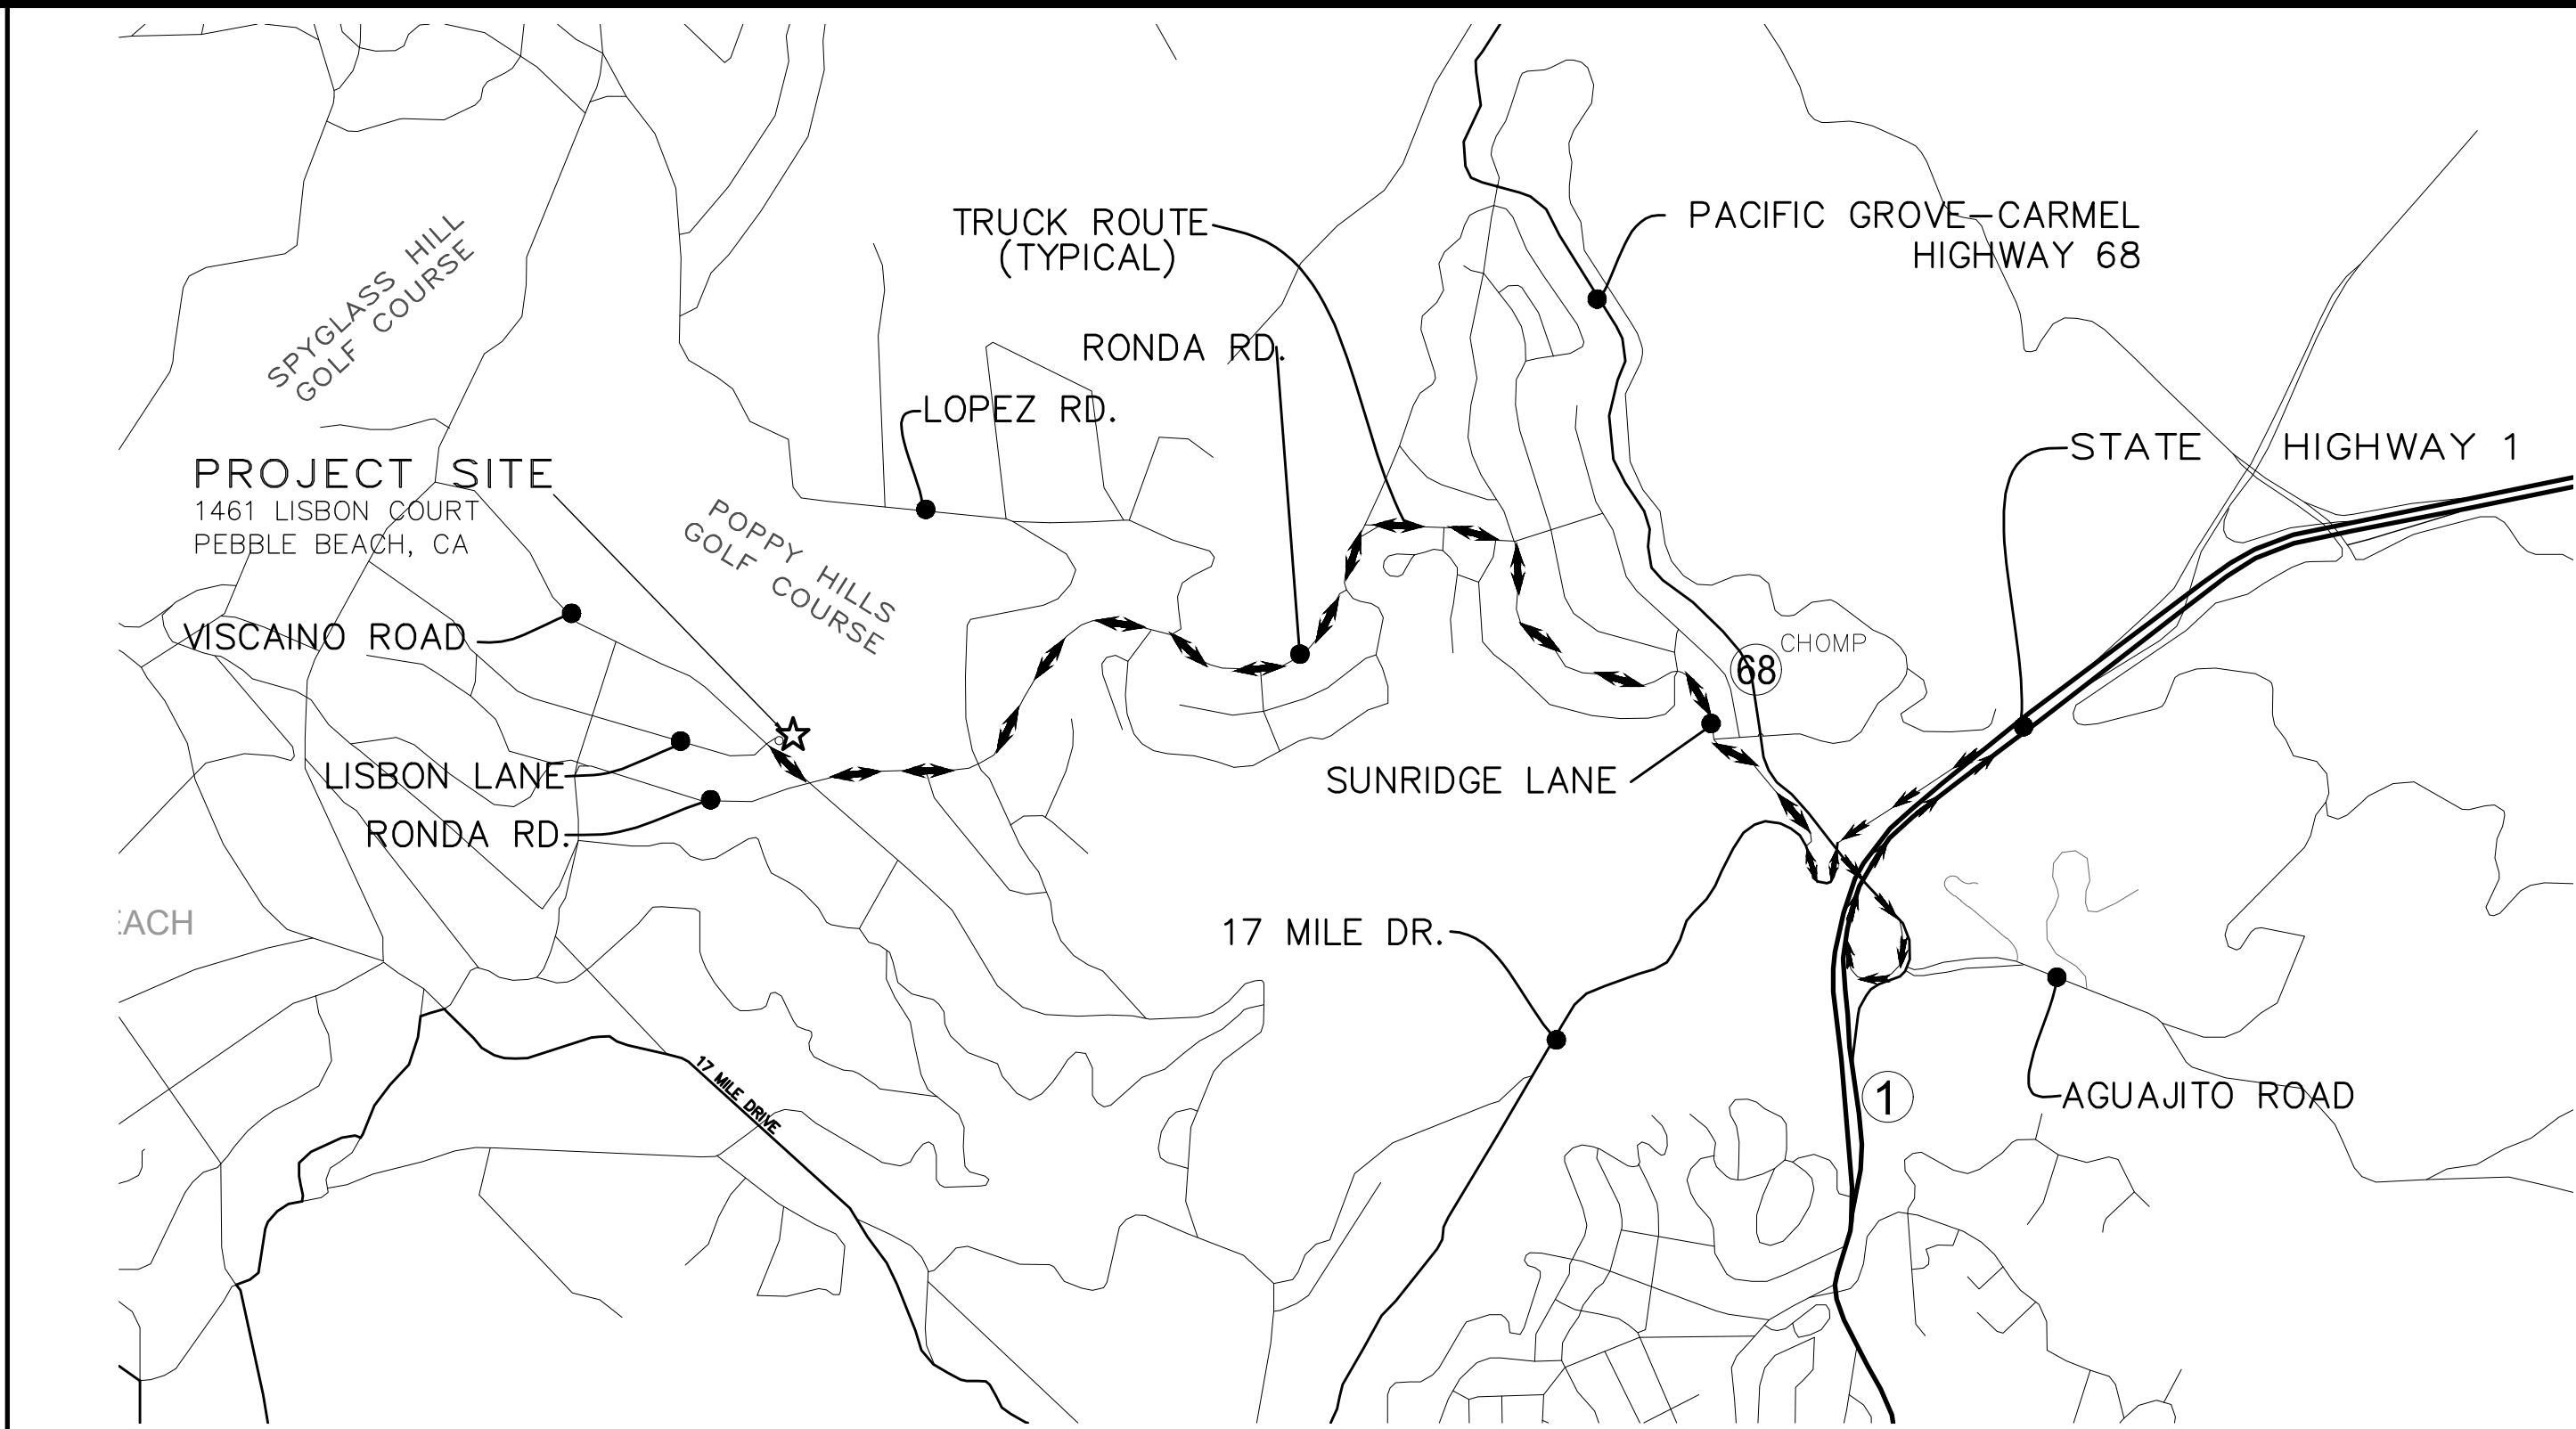 TRUCK ROUTE
(TYPICAL)
PACIFIC GROVE-CARMEL
HIGHWAY 68
SPYGLASS HILL
GOLF COURSE
RONDA RD.
LOPEZ RD.
STATE HIGHWAY 1
PROJECT SITE
1461 LISBON COURT
PEBBLE BEACH, CA
POPPY HILLS
GOLF COURSE
VISCAINO ROAD
CHOMP
68
LISBON LANE
SUNRIDGE LANE
RONDA RD.
EACH
17 MILE DR.
17 MILE DRIVE
1
AGUAJITO ROAD